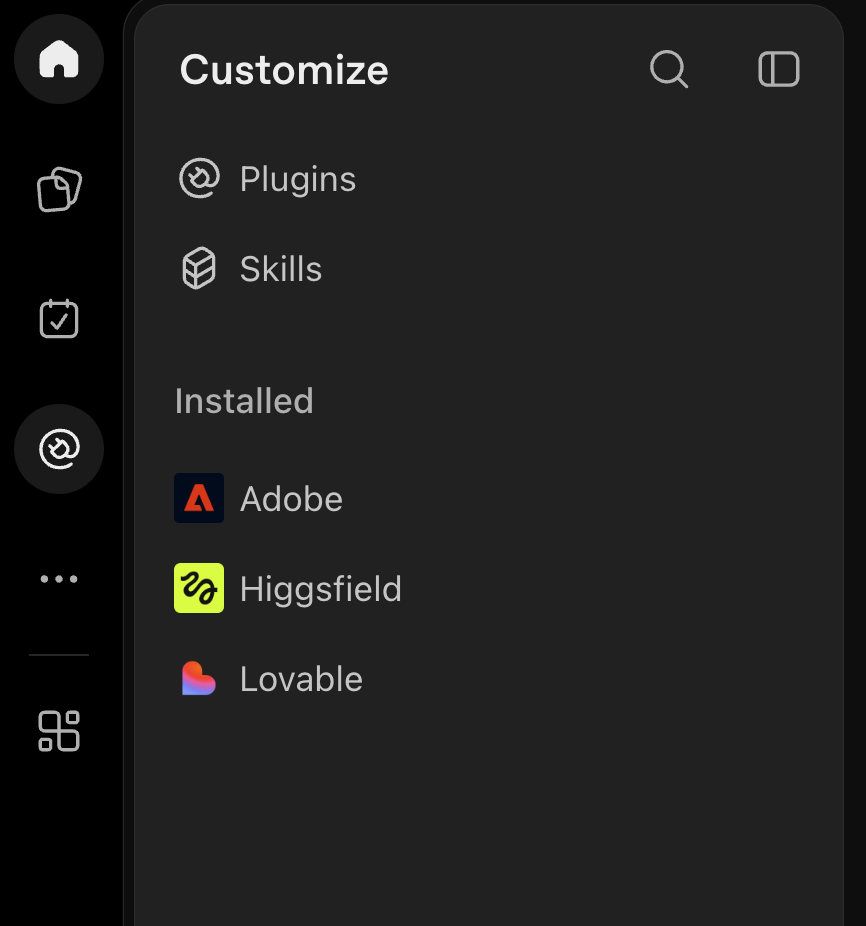 Customize
Plugins
Skills
Installed
Adobe
Higgsfield
Lovable